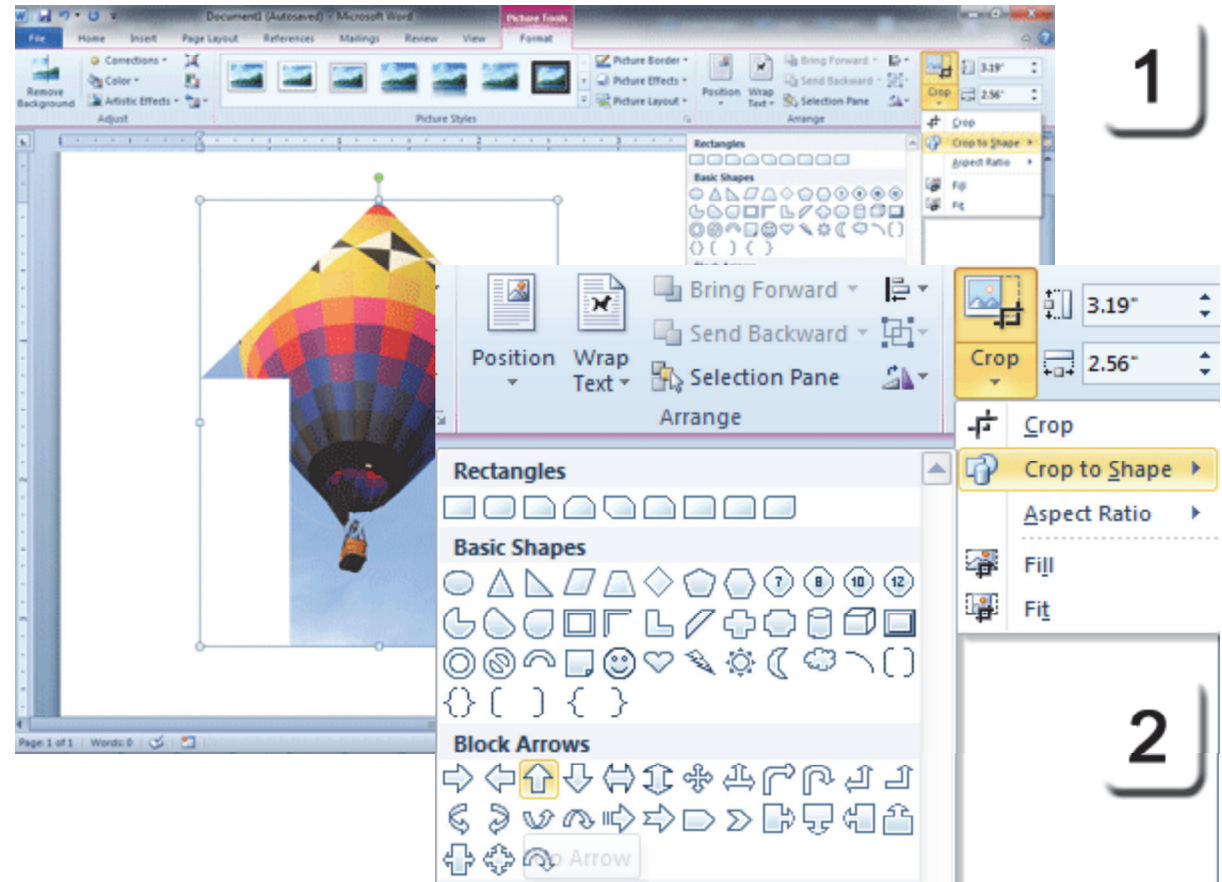 Document1 (Autosaved) - Microsoft Word
Picture Tools
File Home Insert Page Layout References Mailings Review View Format
Remove Background
Corrections
Color
Artistic Effects
Adjust
Picture Styles
Picture Border
Picture Effects
Picture Layout
Position
Wrap Text
Bring Forward
Send Backward
Selection Pane
Arrange
Crop
3.19"
2.56"
Crop
Crop to Shape
Aspect Ratio
Fill
Fit
Rectangles
Basic Shapes
1
Page: 1 of 1 Words: 0
Position
Wrap Text
Bring Forward
Send Backward
Selection Pane
Arrange
Crop
3.19"
2.56"
Crop
Crop to Shape
Aspect Ratio
Fill
Fit
Rectangles
Basic Shapes
7 8 10 12
Block Arrows
Arrow
2